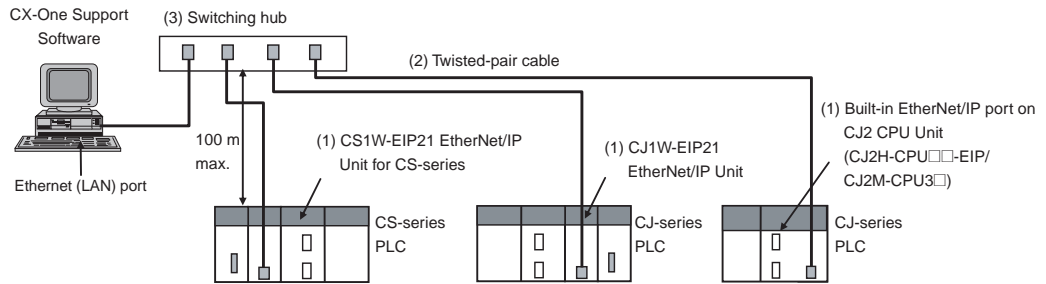 CX-One Support
Software
(3) Switching hub
(2) Twisted-pair cable
100 m
max.
Ethernet (LAN) port
(1) CS1W-EIP21 EtherNet/IP
Unit for CS-series
(1) CJ1W-EIP21
EtherNet/IP Unit
(1) Built-in EtherNet/IP port on
CJ2 CPU Unit
(CJ2H-CPU□□-EIP/
CJ2M-CPU3□)
CS-series
PLC
CJ-series
PLC
CJ-series
PLC